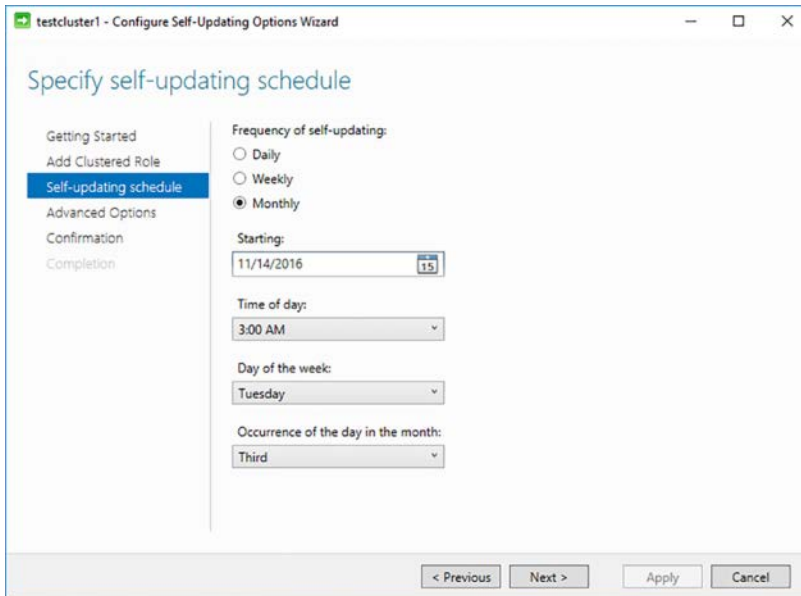 testcluster1 - Configure Self-Updating Options Wizard
Specify self-updating schedule
Getting Started
Add Clustered Role
Self-updating schedule
Advanced Options
Confirmation
Completion
Frequency of self-updating:
Daily
Weekly
Monthly
Starting:
11/14/2016
15
Time of day:
3:00 AM
Day of the week:
Tuesday
Occurrence of the day in the month:
Third
< Previous
Next >
Apply
Cancel